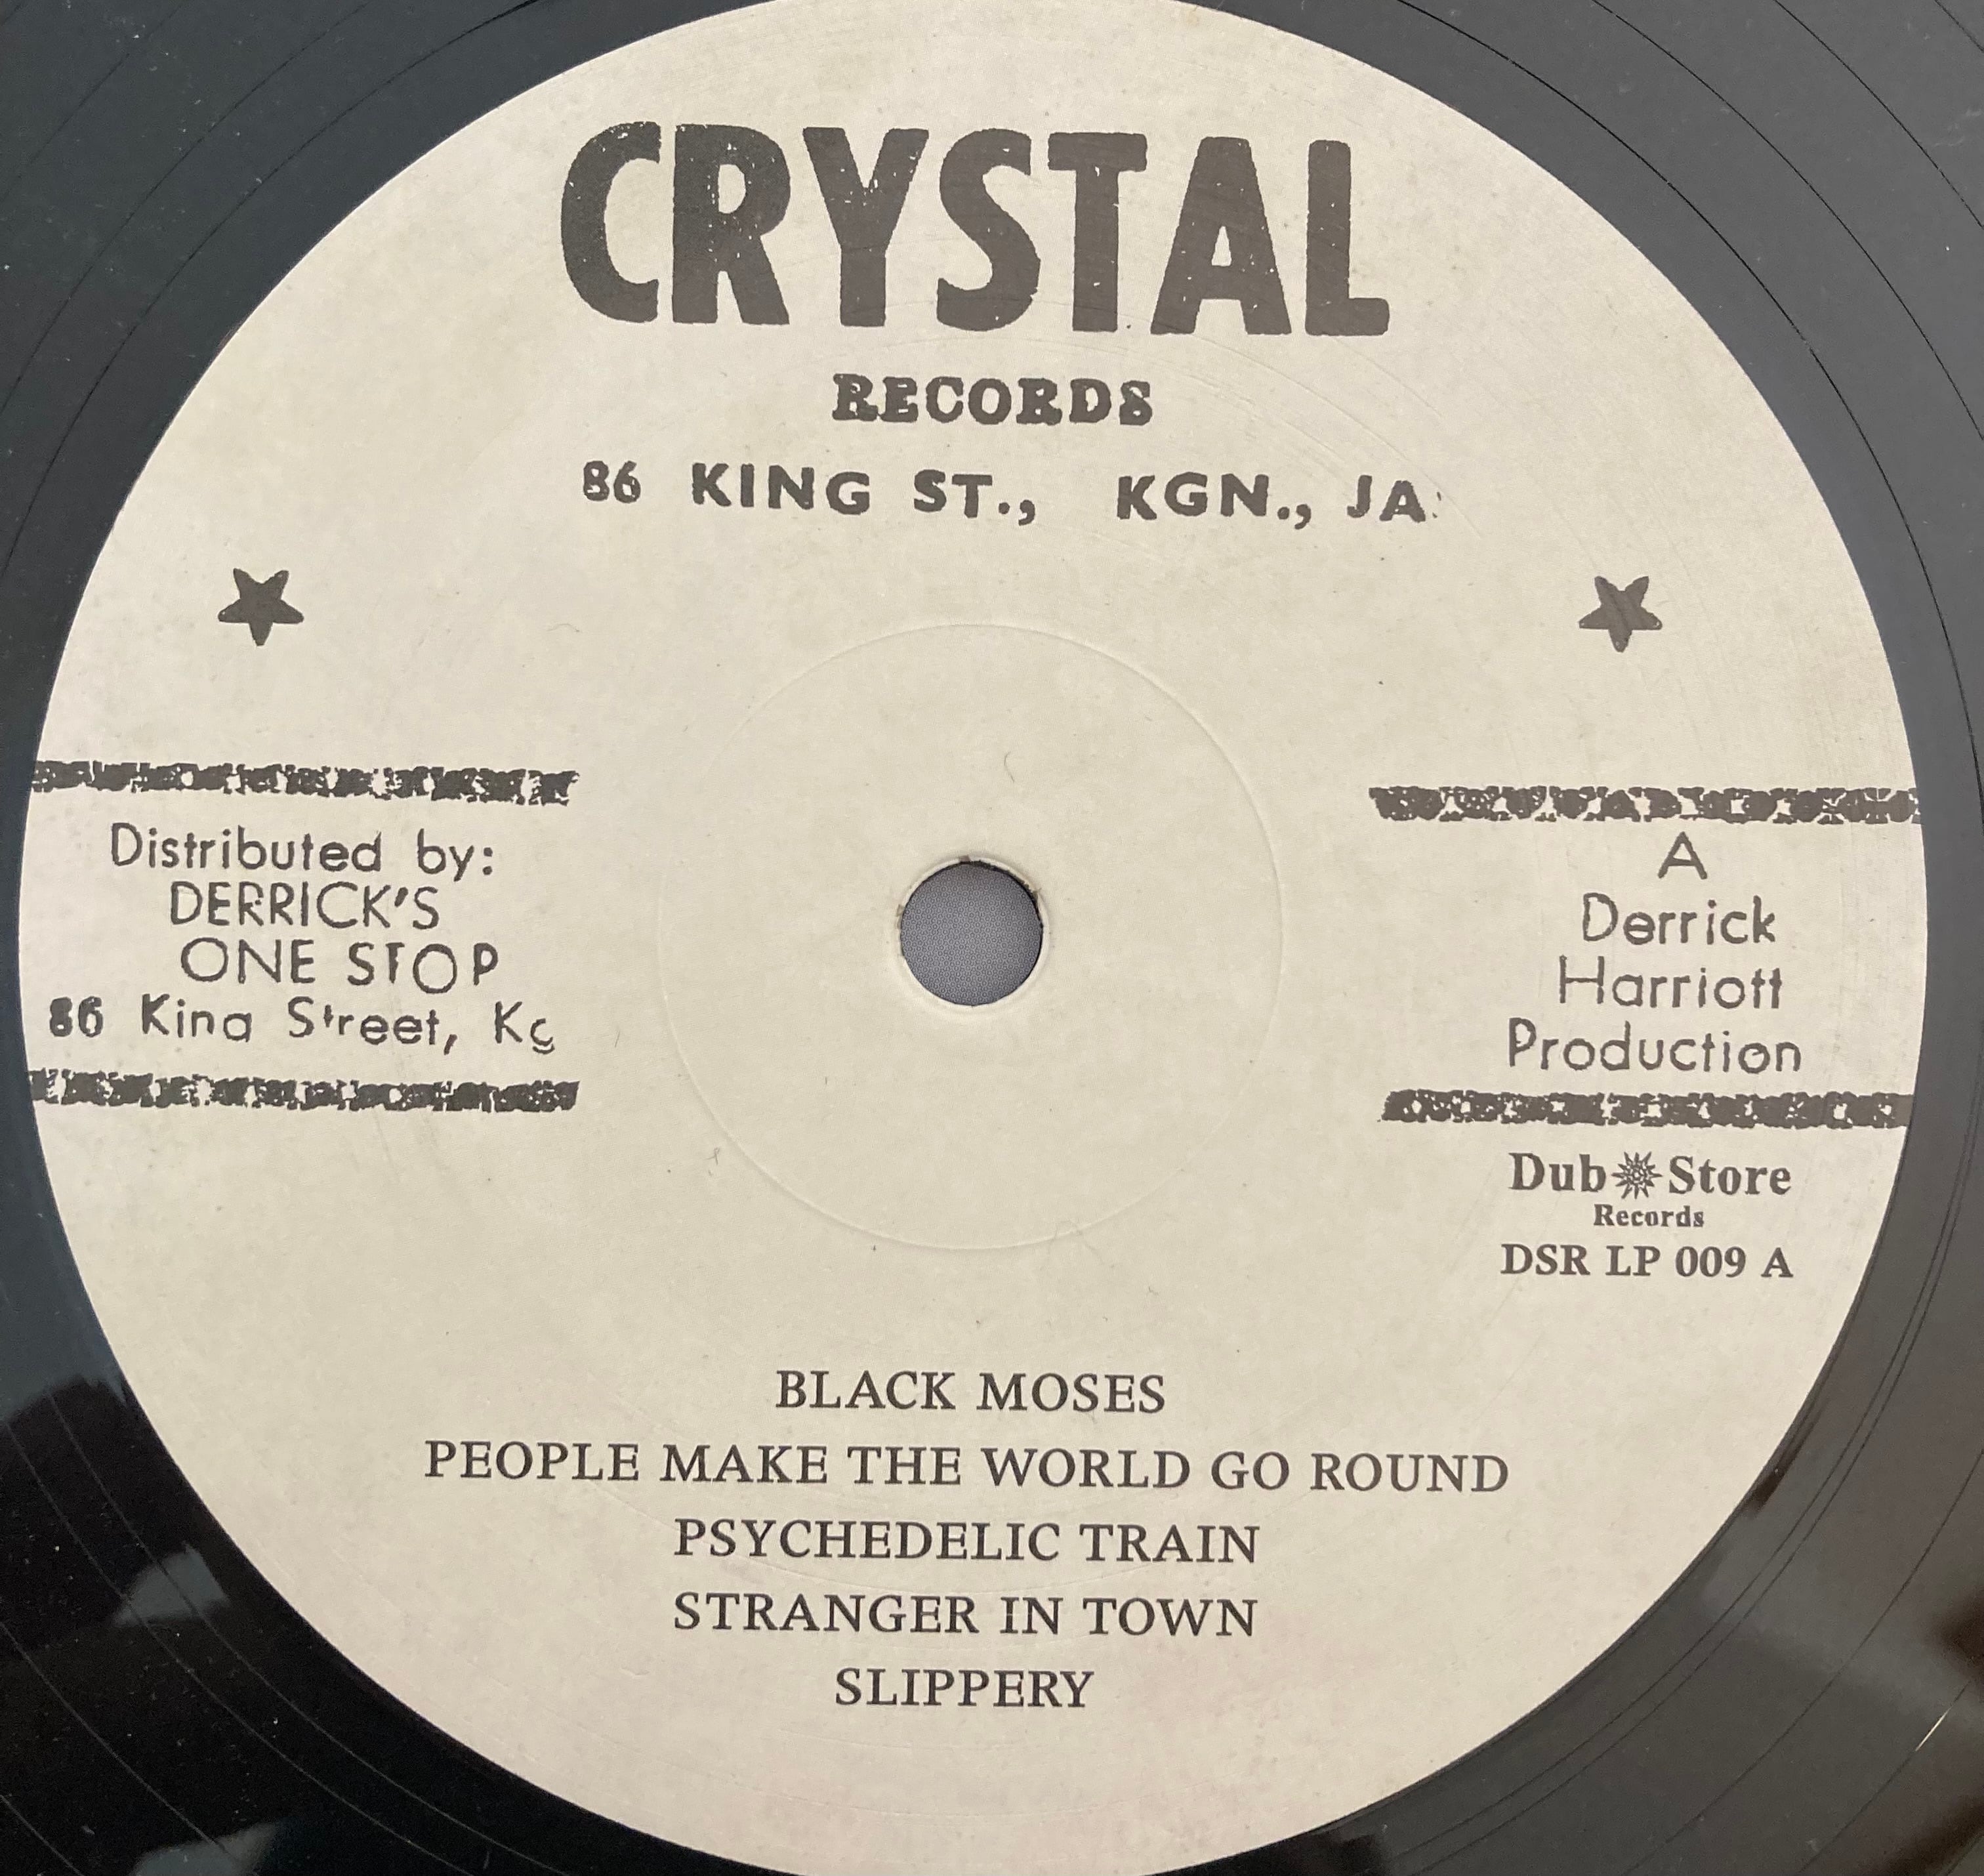 CRYSTAL
RECORDS
86 KING ST., KGN., JA.
Distributed by:
DERRICK'S
ONE STOP
86 King Street, Kg
A
Derrick
Harriott
Production
Dub Store
Records
DSR LP 009 A
BLACK MOSES
PEOPLE MAKE THE WORLD GO ROUND
PSYCHEDELIC TRAIN
STRANGER IN TOWN
SLIPPERY